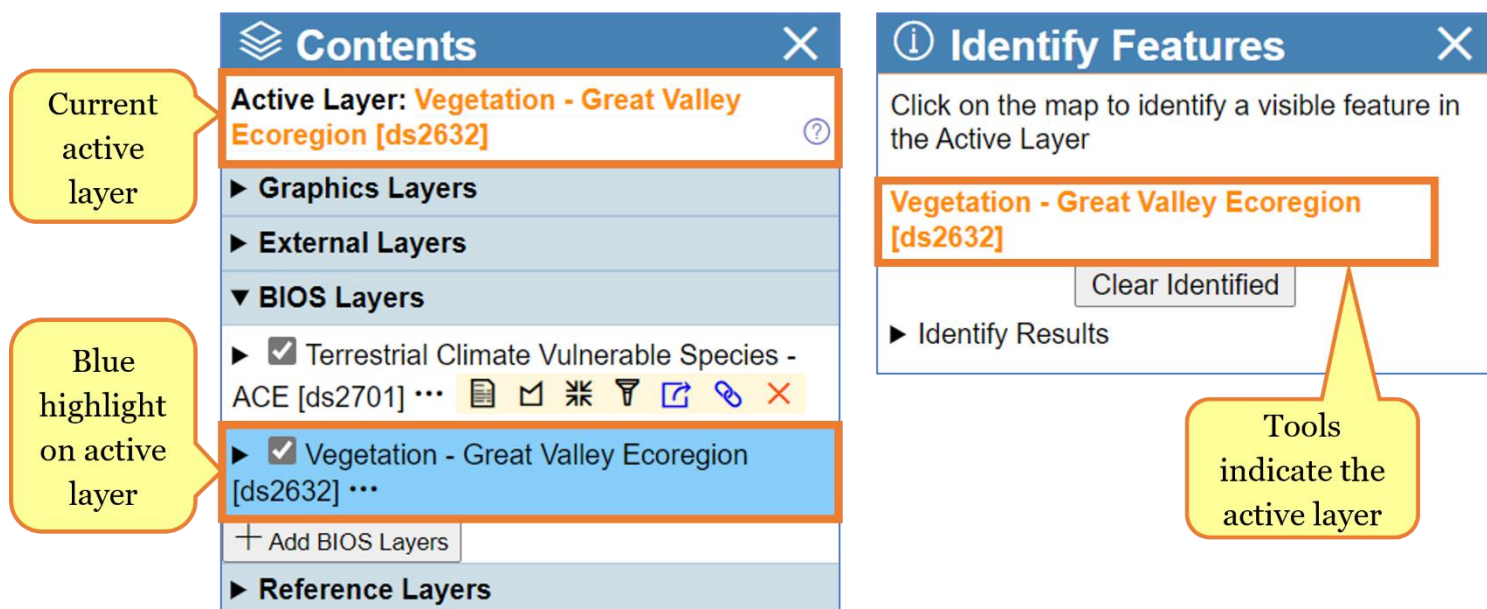 Current
active
layer
Blue
highlight
on active
layer
Contents
Active Layer: Vegetation - Great Valley
Ecoregion [ds2632]
?
▶ Graphics Layers
▶ External Layers
▼ BIOS Layers
▶ Terrestrial Climate Vulnerable Species -
ACE [ds2701] ···
▶ Vegetation - Great Valley Ecoregion
[ds2632] ···
+ Add BIOS Layers
▶ Reference Layers
Identify Features
Click on the map to identify a visible feature in
the Active Layer
Vegetation - Great Valley Ecoregion
[ds2632]
Clear Identified
▶ Identify Results
Tools
indicate the
active layer